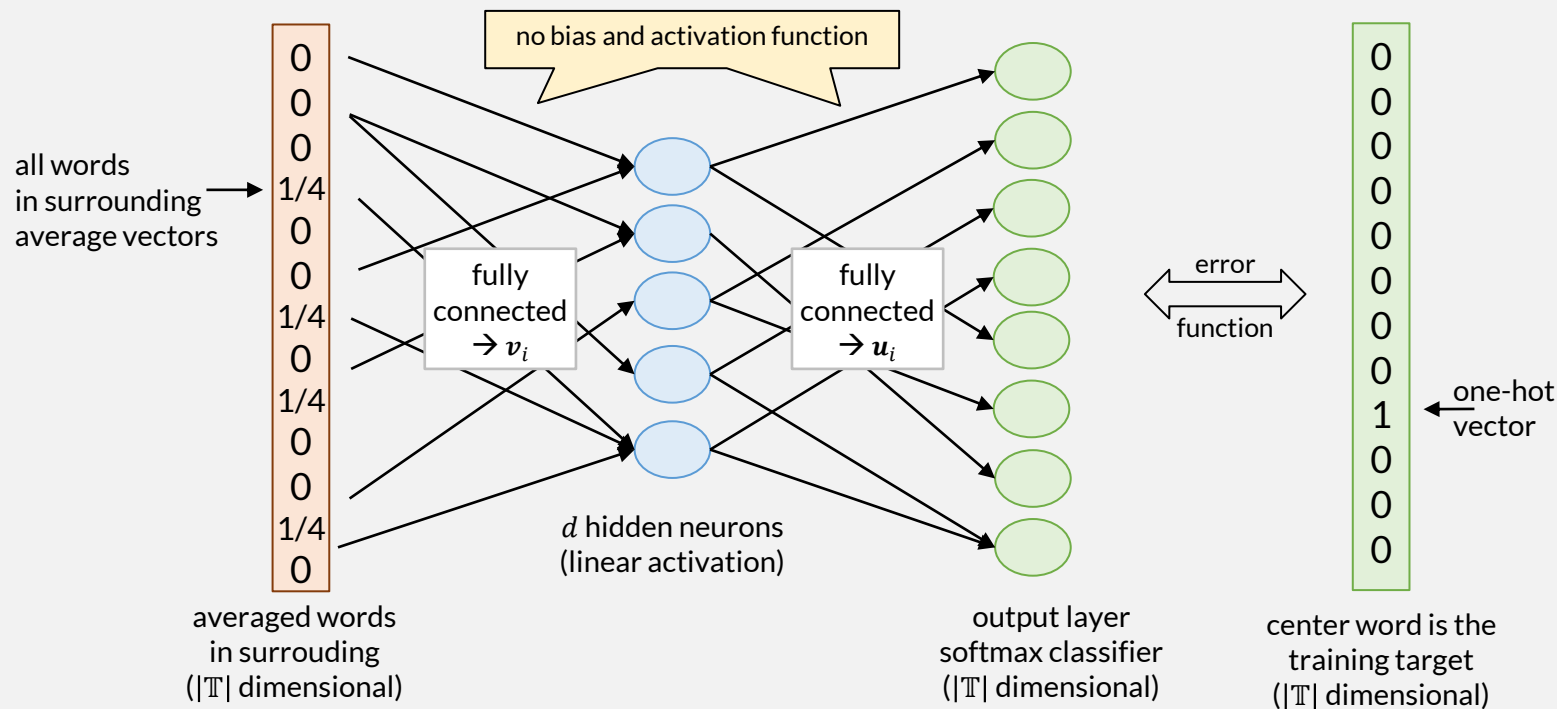 no bias and activation function
0
0
0
1/4
0
0
1/4
0
1/4
0
0
1/4
0
all words
in surrounding
average vectors
fully
connected
→ 𝒗ᵢ
fully
connected
→ 𝒖ᵢ
d hidden neurons
(linear activation)
error
function
0
0
0
0
0
0
0
0
1
0
0
0
one-hot
vector
averaged words
in surrouding
(|𝕋| dimensional)
output layer
softmax classifier
(|𝕋| dimensional)
center word is the
training target
(|𝕋| dimensional)